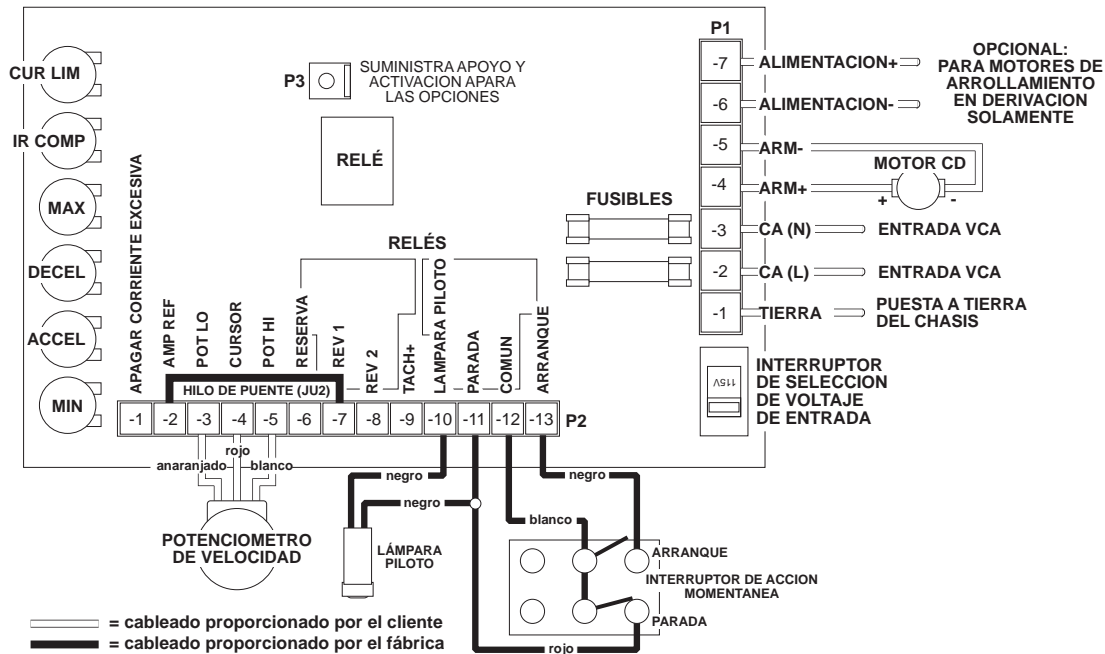 P1
CUR LIM
IR COMP
MAX
DECEL
ACCEL
MIN
P3
SUMINISTRA APOYO Y
ACTIVACION APARA
LAS OPCIONES
RELÉ
FUSIBLES
-7 ALIMENTACION+
-6 ALIMENTACION-
-5 ARM-
-4 ARM+
-3 CA (N) ENTRADA VCA
-2 CA (L) ENTRADA VCA
-1 TIERRA PUESTA A TIERRA
DEL CHASIS
OPCIONAL:
PARA MOTORES DE
ARROLLAMIENTO
EN DERIVACION
SOLAMENTE
MOTOR CD
+ -
115V
INTERRUPTOR
DE SELECCION
DE VOLTAJE
DE ENTRADA
RELÉS
APAGAR CORRIENTE EXCESIVA
AMP REF
POT LO
CURSOR
POT HI
RESERVA
REV 1
REV 2
TACH+
LAMPARA PILOTO
PARADA
COMUN
ARRANQUE
HILO DE PUENTE (JU2)
-1 -2 -3 -4 -5 -6 -7 -8 -9 -10 -11 -12 -13 P2
anaranjado
rojo
blanco
POTENCIOMETRO
DE VELOCIDAD
negro
negro
negro
blanco
rojo
LÁMPARA
PILOTO
ARRANQUE
INTERRUPTOR DE ACCION
MOMENTANEA
PARADA
= cableado proporcionado por el cliente
= cableado proporcionado por el fábrica